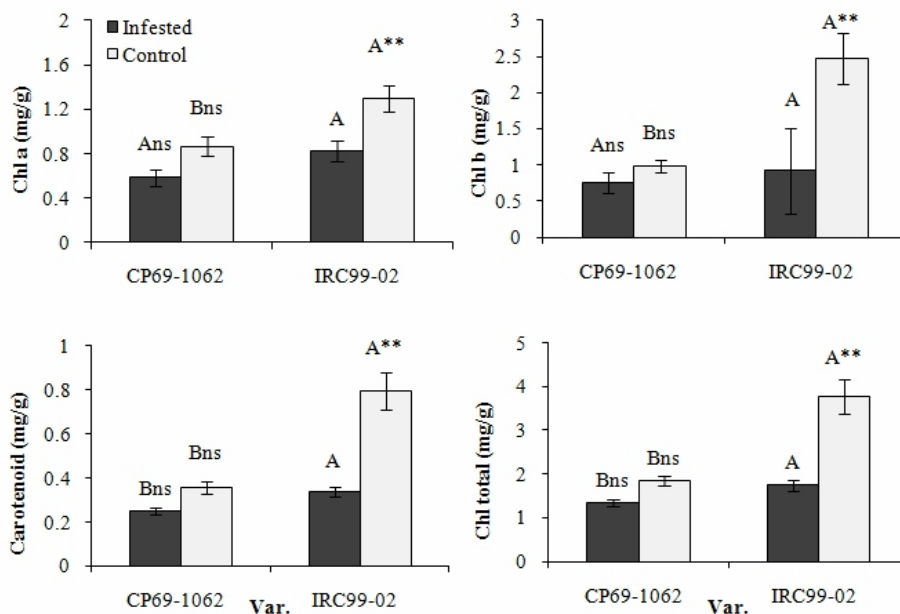 2
1.6
1.2
0.8
0.4
0
Chl a (mg/g)
Infested
Control
Ans
Bns
A
A**
CP69-1062
IRC99-02
3
2.5
2
1.5
1
0.5
0
Chl b (mg/g)
Ans
Bns
A
A**
CP69-1062
IRC99-02
1
0.8
0.6
0.4
0.2
0
Carotenoid (mg/g)
Bns
Bns
A
A**
CP69-1062
IRC99-02
Var.
5
4
3
2
1
0
Chl total (mg/g)
Bns
Bns
A
A**
CP69-1062
IRC99-02
Var.